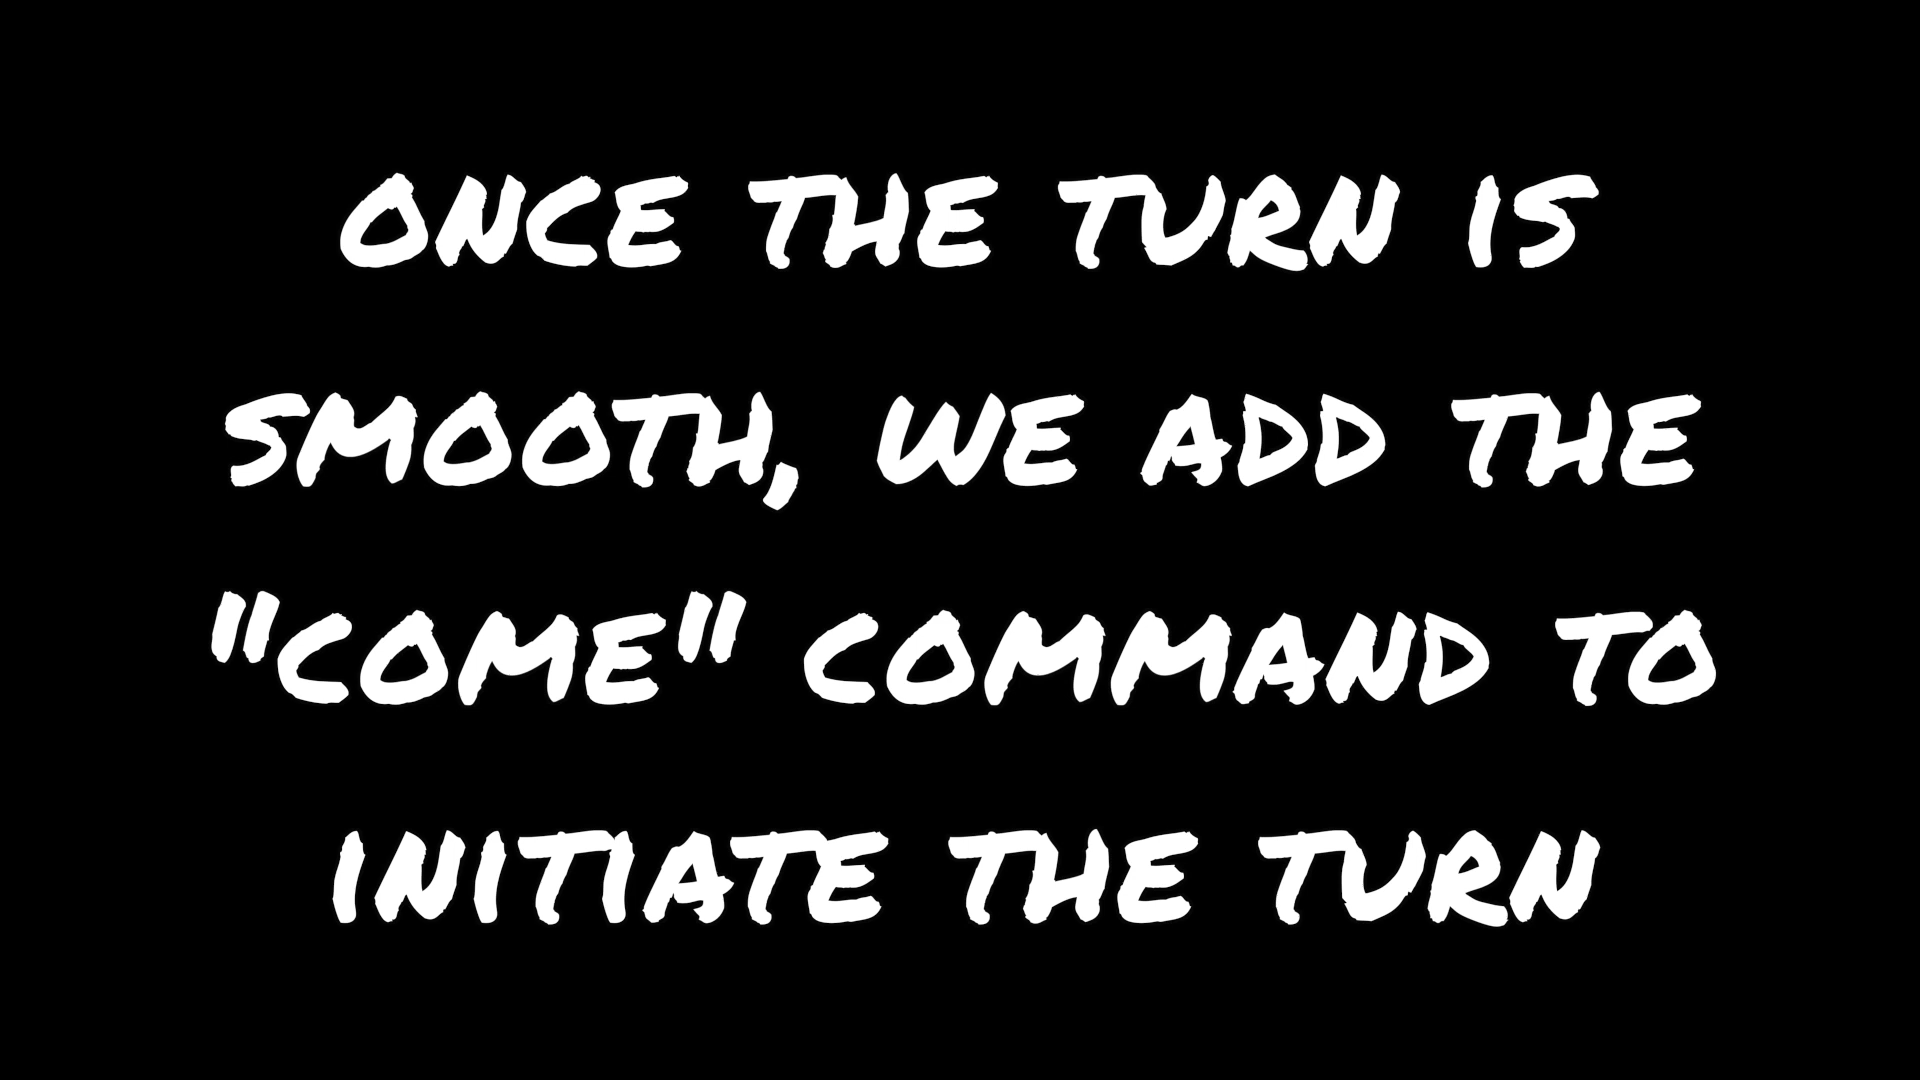 ONCE THE TURN IS
SMOOTH, WE ADD THE
"COME" COMMAND TO
INITIATE THE TURN